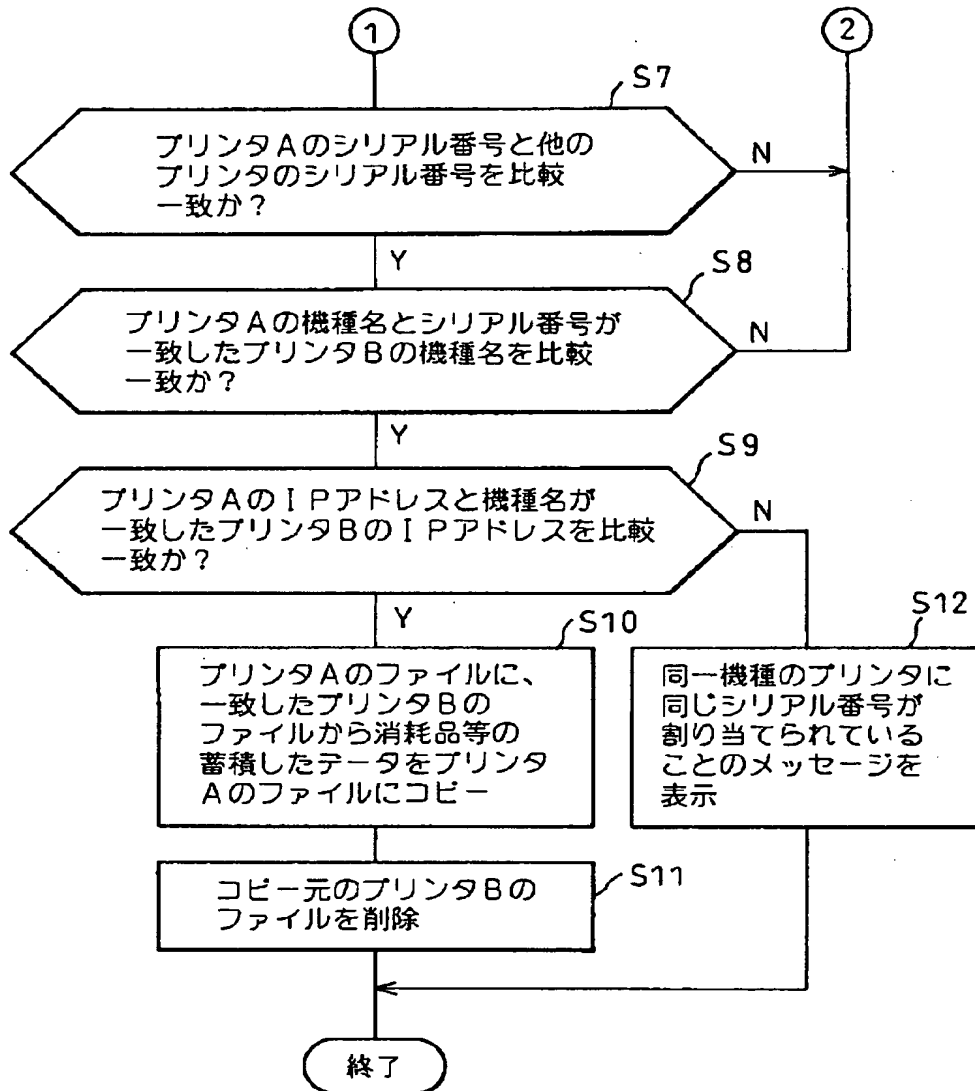 1
2
S7
プリンタAのシリアル番号と他の
プリンタのシリアル番号を比較
一致か?
N
Y
S8
プリンタAの機種名とシリアル番号が
一致したプリンタBの機種名を比較
一致か?
N
Y
S9
プリンタAのIPアドレスと機種名が
一致したプリンタBのIPアドレスを比較
一致か?
N
Y
S10
プリンタAのファイルに、
一致したプリンタBの
ファイルから消耗品等の
蓄積したデータをプリンタ
Aのファイルにコピー
S12
同一機種のプリンタに
同じシリアル番号が
割り当てられている
ことのメッセージを
表示
S11
コピー元のプリンタBの
ファイルを削除
終了